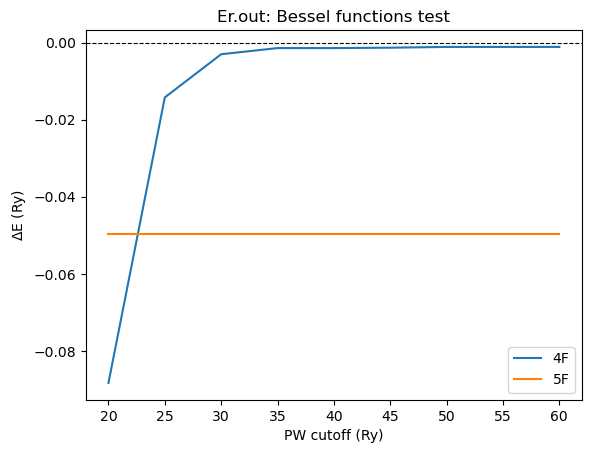 Er.out: Bessel functions test
0.00
−0.02
−0.04
−0.06
−0.08
ΔE (Ry)
4F
5F
20 25 30 35 40 45 50 55 60
PW cutoff (Ry)